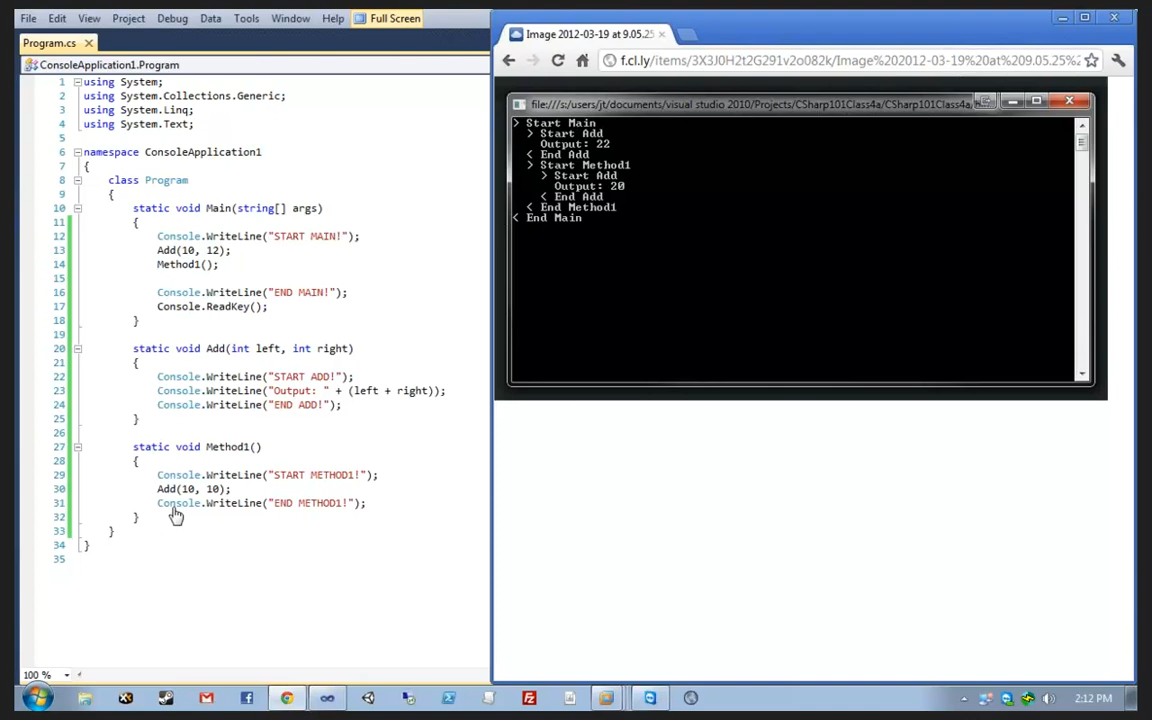 File Edit View Project Debug Data Tools Window Help Full Screen
Program.cs
ConsoleApplication1.Program
1 using System;
2 using System.Collections.Generic;
3 using System.Linq;
4 using System.Text;
5
6 namespace ConsoleApplication1
7 {
8 class Program
9 {
10 static void Main(string[] args)
11 {
12 Console.WriteLine("START MAIN!");
13 Add(10, 12);
14 Method1();
15
16 Console.WriteLine("END MAIN!");
17 Console.ReadKey();
18 }
19
20 static void Add(int left, int right)
21 {
22 Console.WriteLine("START ADD!");
23 Console.WriteLine("Output: " + (left + right));
24 Console.WriteLine("END ADD!");
25 }
26
27 static void Method1()
28 {
29 Console.WriteLine("START METHOD1!");
30 Add(10, 10);
31 Console.WriteLine("END METHOD1!");
32 }
33 }
34 }
35
100 %
Image 2012-03-19 at 9.05.25
f.cl.ly/items/3X3J0H2t2G291v2o082k/Image%202012-03-19%20at%209.05.25%2
file:///s:/users/jt/documents/visual studio 2010/Projects/CSharp101Class4a/CSharp101Class4a/
> Start Main
> Start Add
Output: 22
< End Add
> Start Method1
> Start Add
Output: 20
< End Add
< End Method1
< End Main
2:12 PM